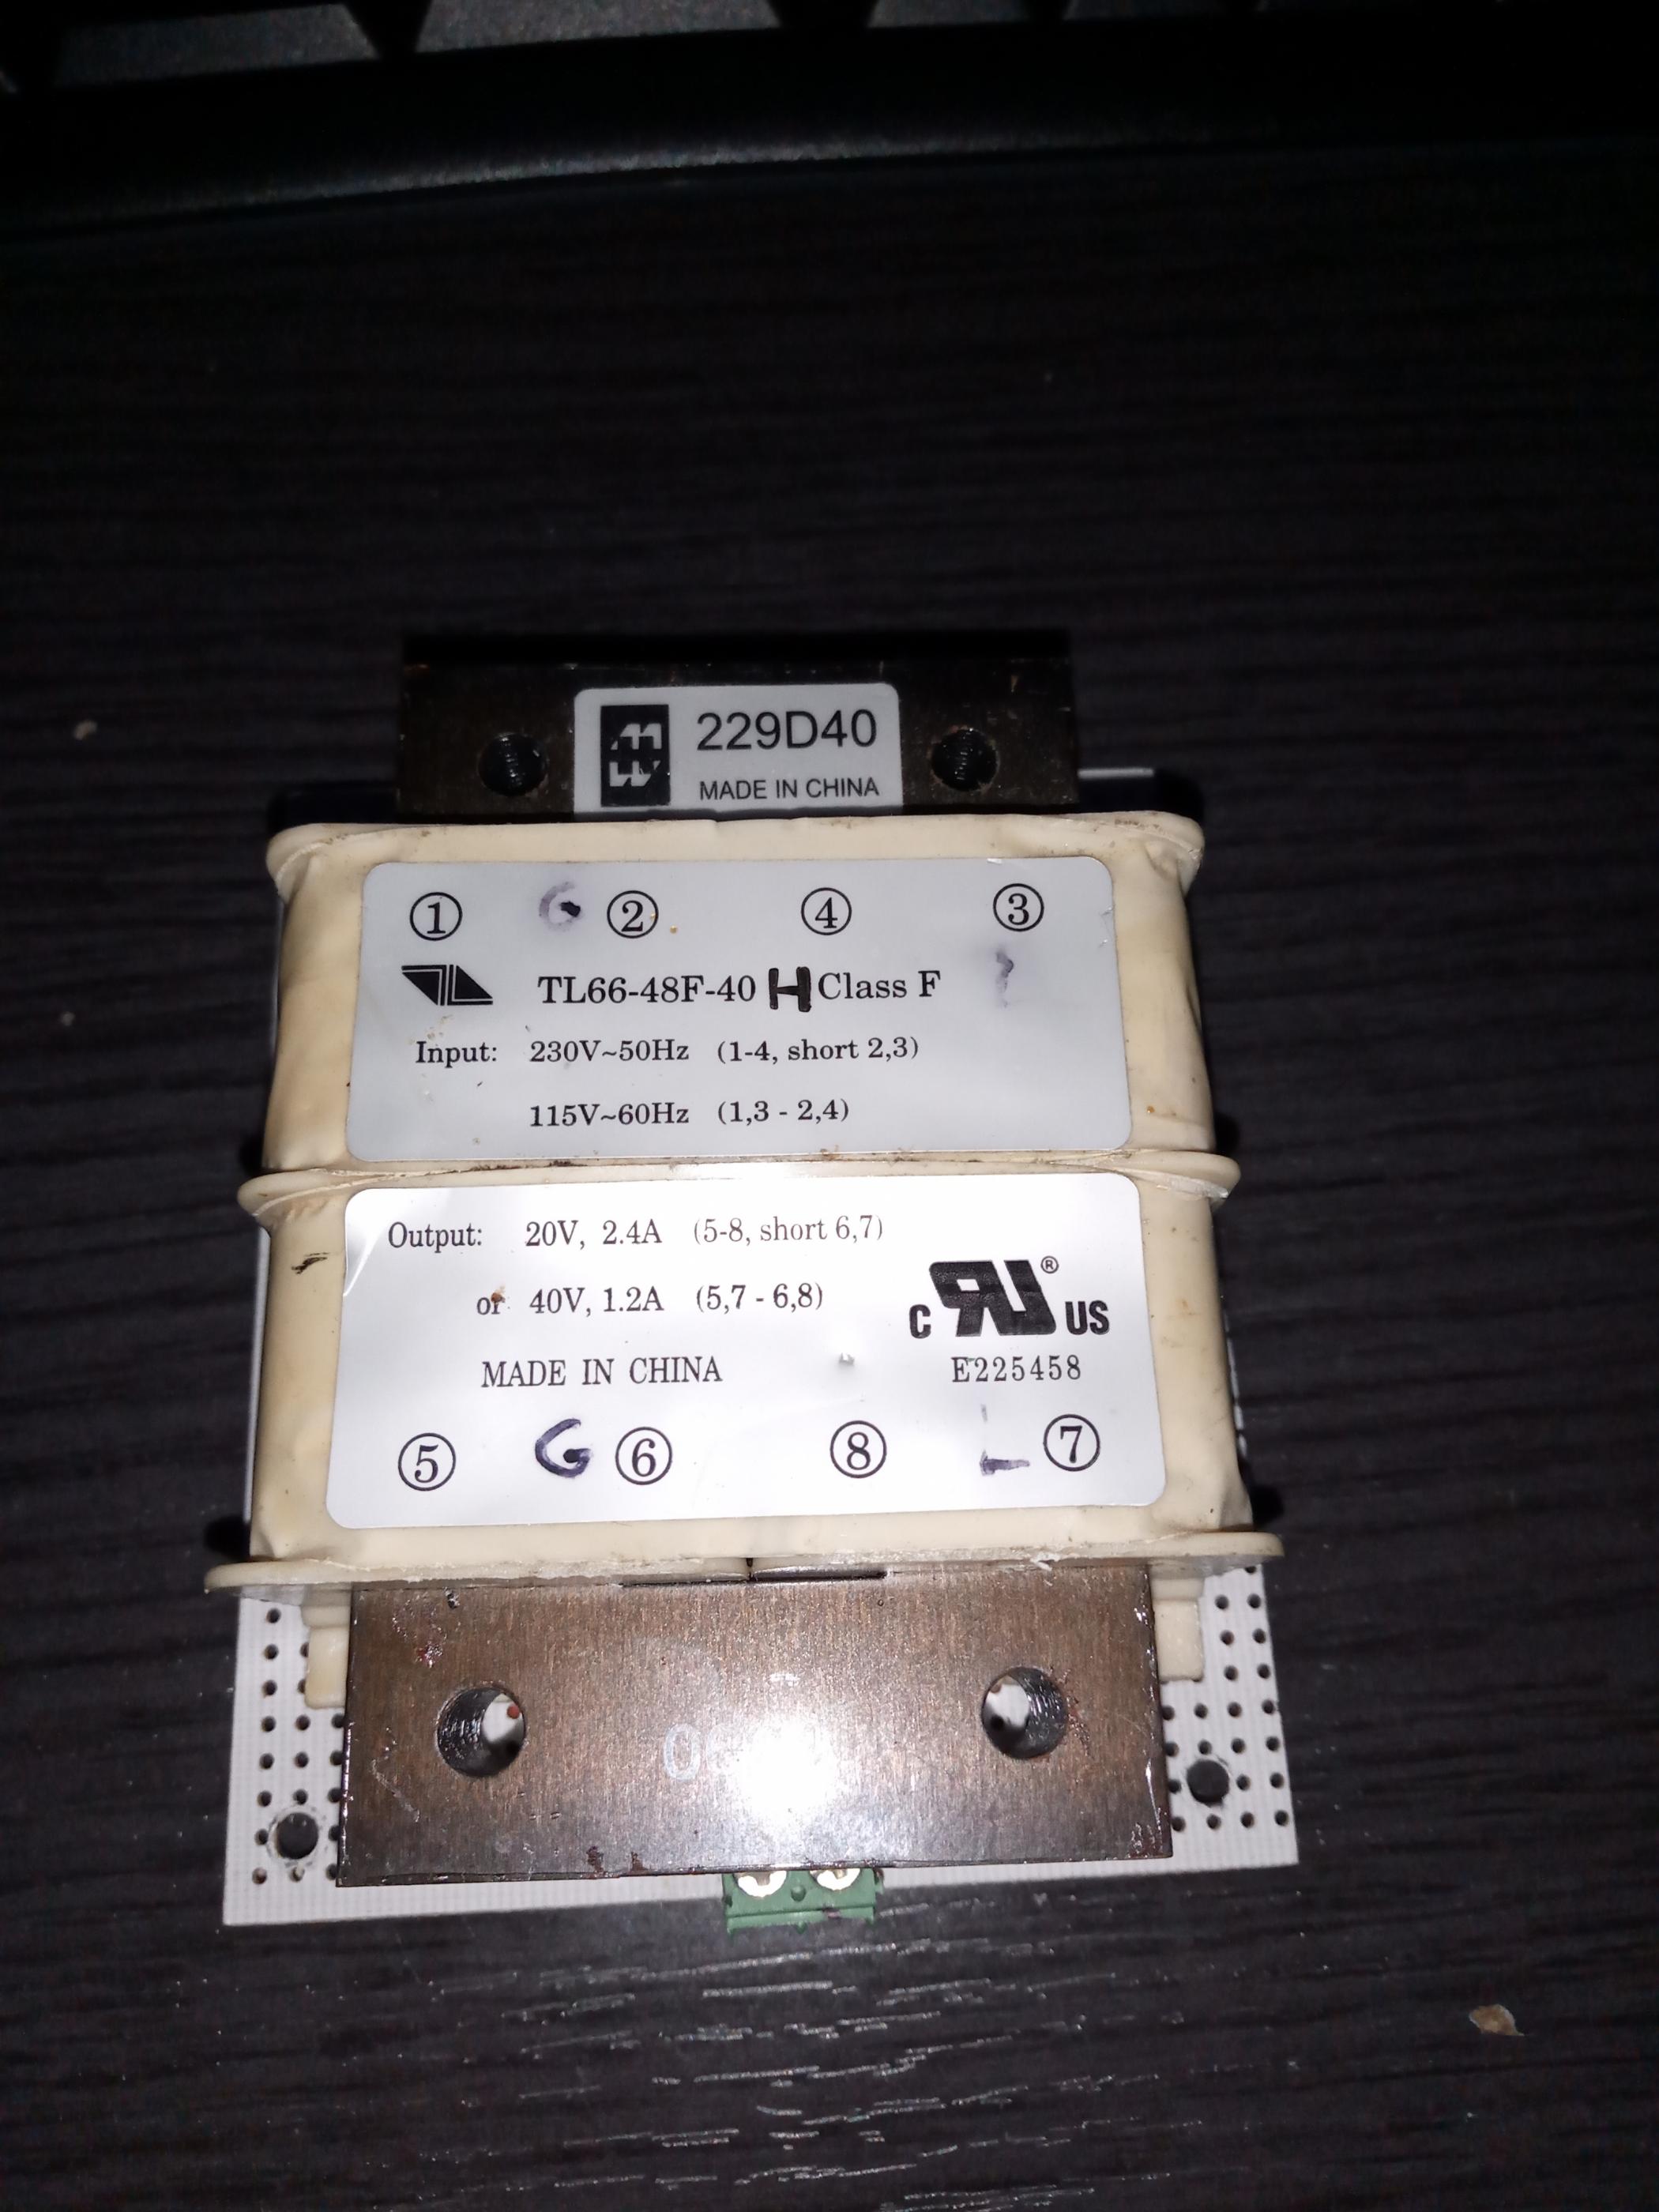 229D40
MADE IN CHINA
① G ② ④ ③
TL66-48F-40 H Class F
Input: 230V~50Hz (1-4, short 2,3)
115V~60Hz (1,3 - 2,4)
Output: 20V, 2.4A (5-8, short 6,7)
or 40V, 1.2A (5,7 - 6,8)
C RU ® US
MADE IN CHINA E225458
⑤ G ⑥ ⑧ ⑦